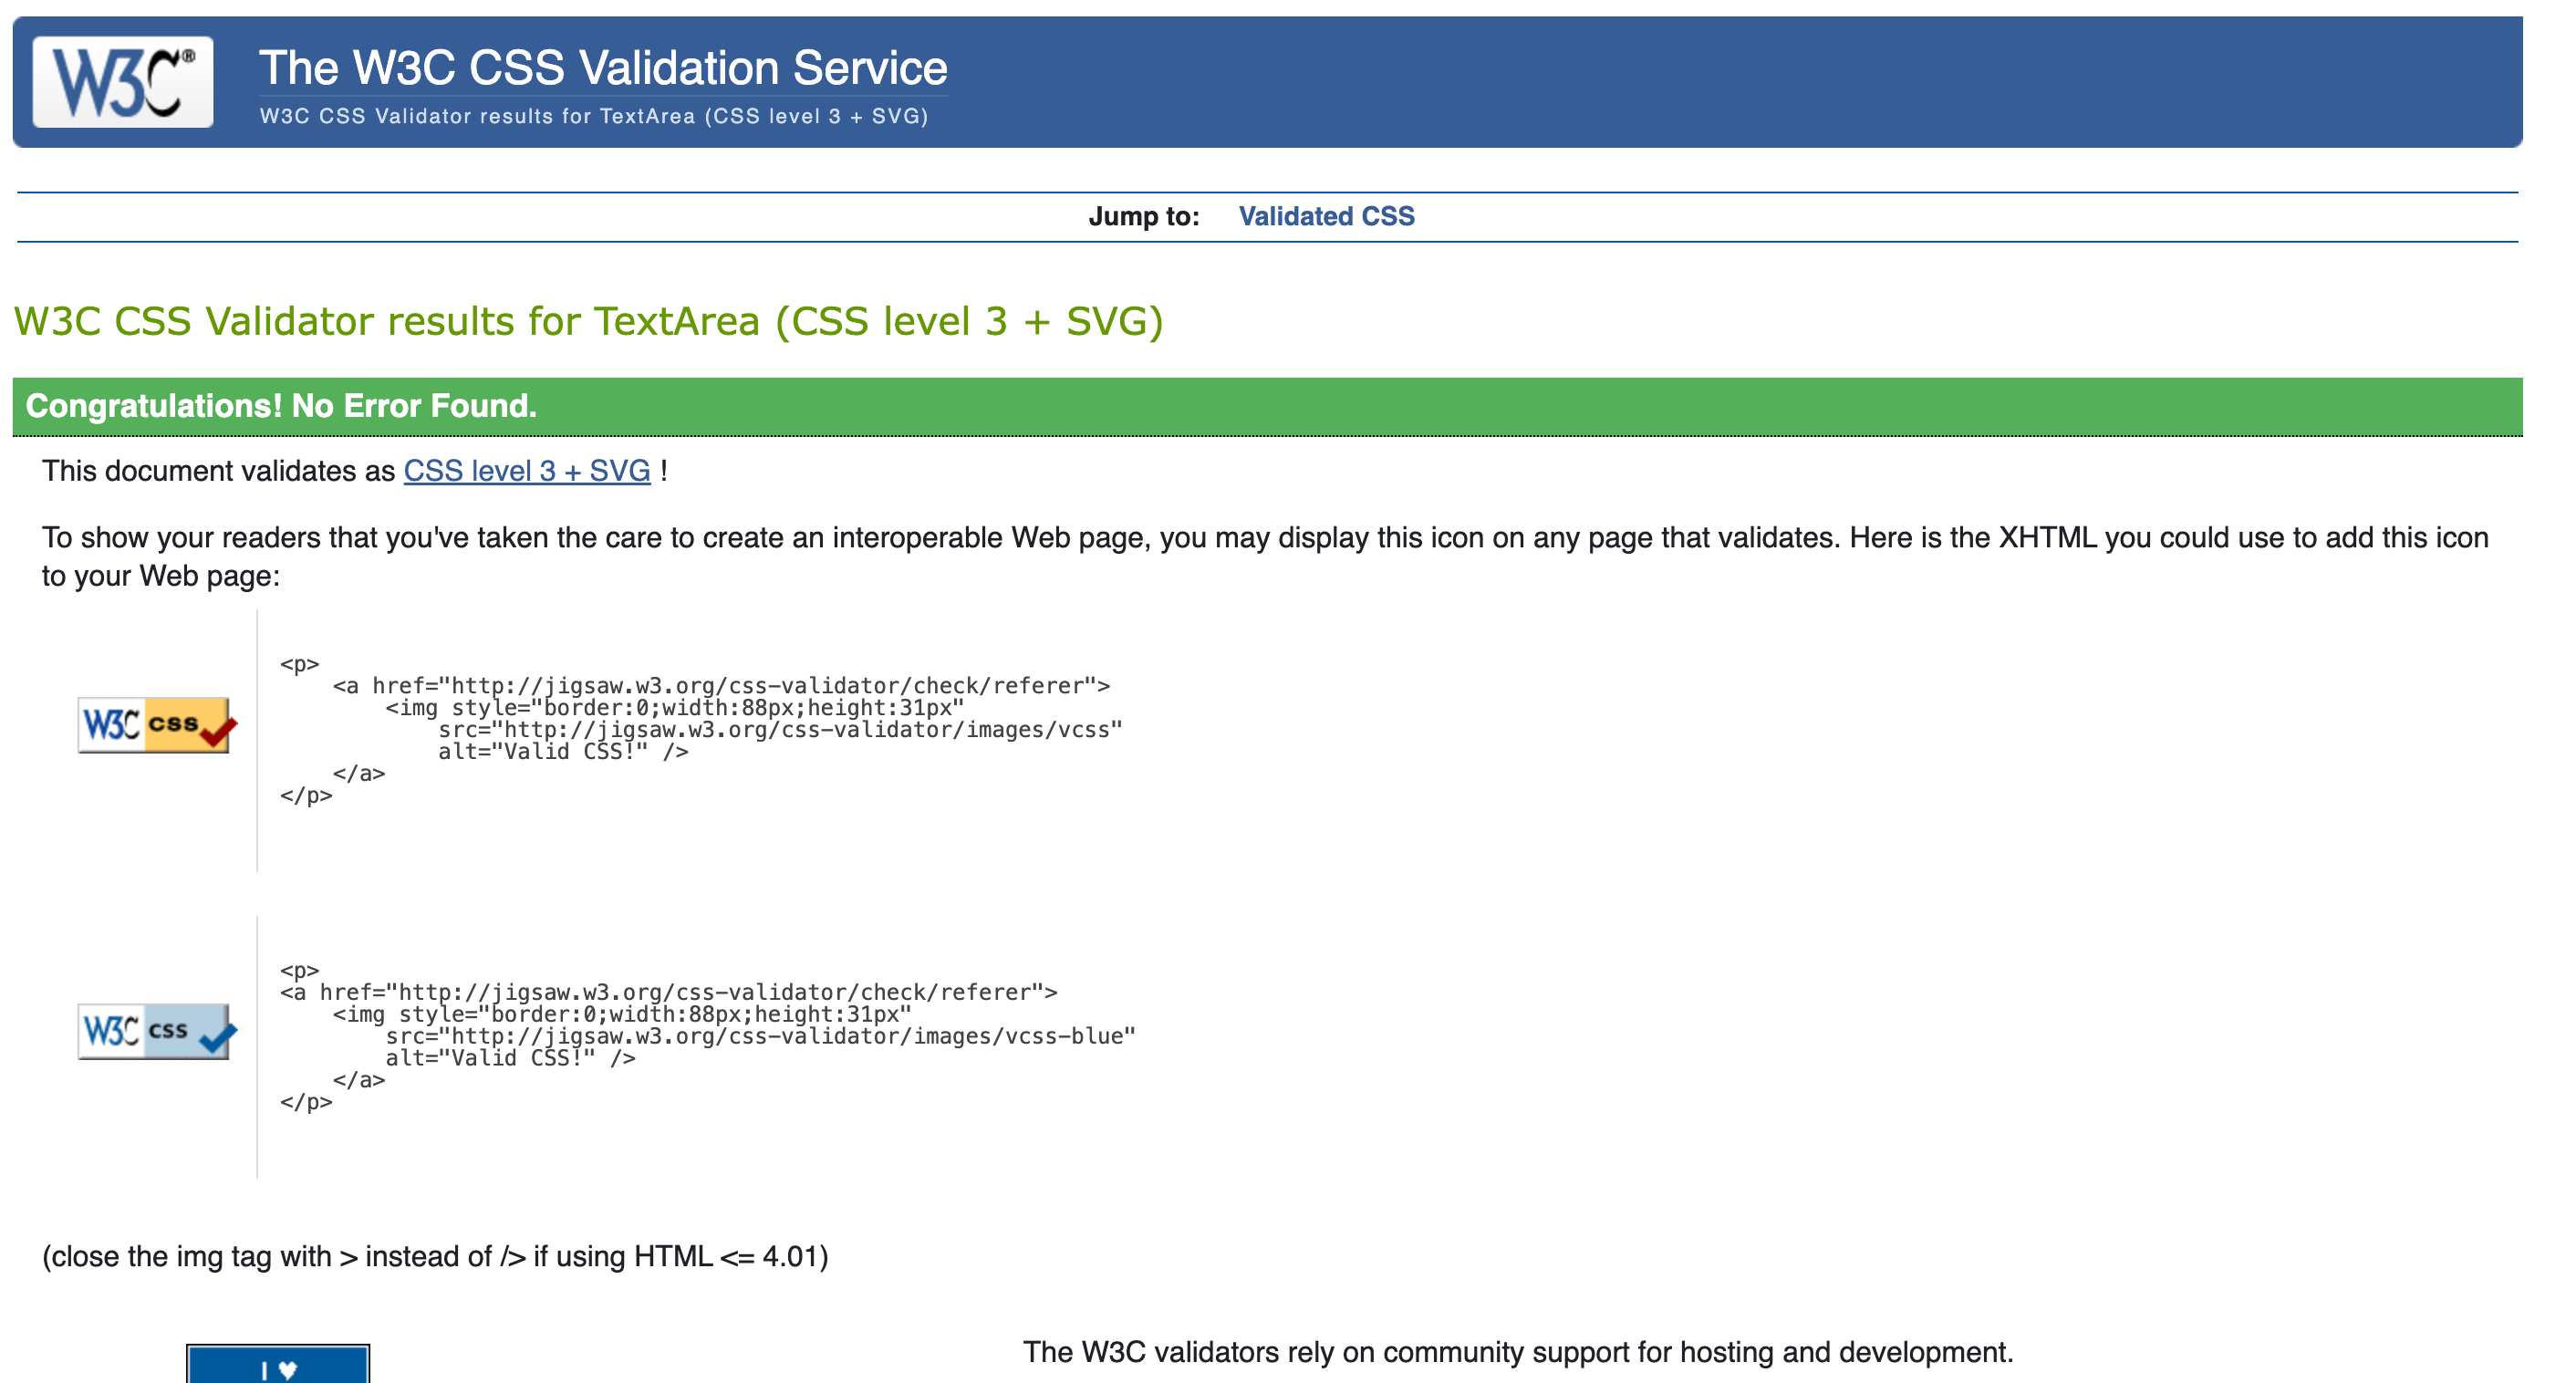 W3C®
The W3C CSS Validation Service
W3C CSS Validator results for TextArea (CSS level 3 + SVG)
Jump to: Validated CSS
W3C CSS Validator results for TextArea (CSS level 3 + SVG)
Congratulations! No Error Found.
This document validates as CSS level 3 + SVG !
To show your readers that you've taken the care to create an interoperable Web page, you may display this icon on any page that validates. Here is the XHTML you could use to add this icon
to your Web page:
W3C css
<p>
    <a href="http://jigsaw.w3.org/css-validator/check/referer">
        <img style="border:0;width:88px;height:31px"
            src="http://jigsaw.w3.org/css-validator/images/vcss"
            alt="Valid CSS!" />
    </a>
</p>
W3C css
<p>
<a href="http://jigsaw.w3.org/css-validator/check/referer">
    <img style="border:0;width:88px;height:31px"
        src="http://jigsaw.w3.org/css-validator/images/vcss-blue"
        alt="Valid CSS!" />
    </a>
</p>
(close the img tag with > instead of /> if using HTML <= 4.01)
I ♥
The W3C validators rely on community support for hosting and development.